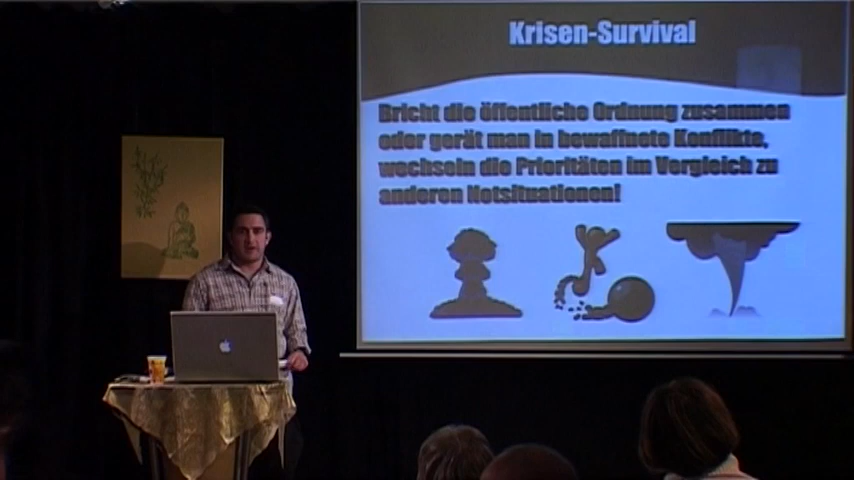 Krisen-Survival
Bricht die öffentliche Ordnung zusammen
oder gerät man in bewaffnete Konflikte,
wechseln die Prioritäten im Vergleich zu
anderen Notsituationen!